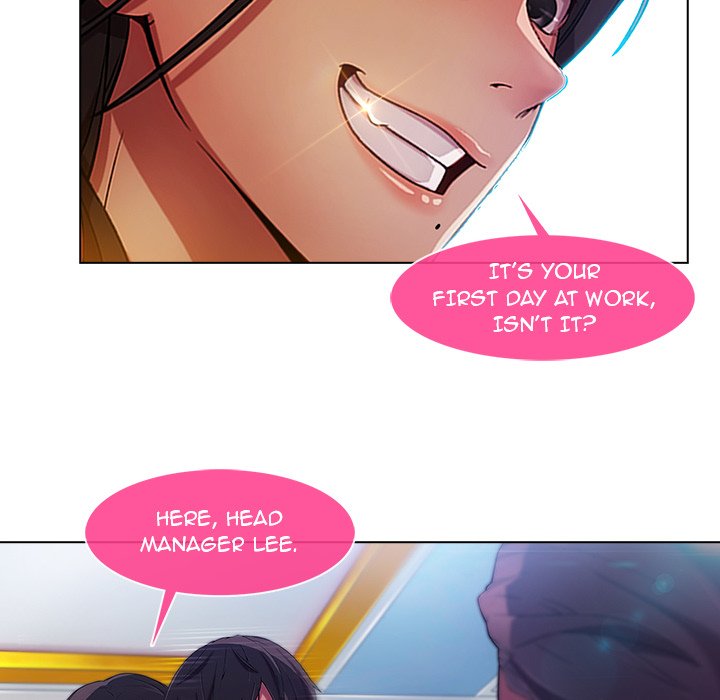 IT'S YOUR
FIRST DAY AT WORK,
ISN'T IT?
HERE, HEAD
MANAGER LEE.